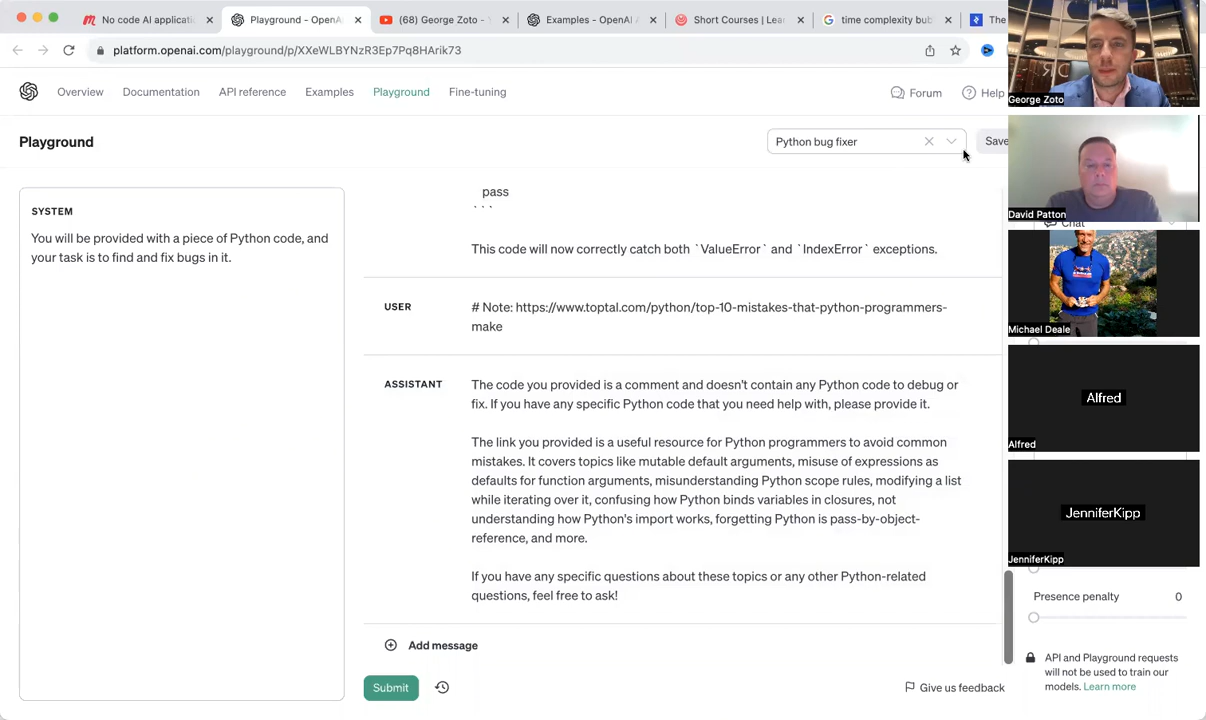 No code AI applicati
Playground - OpenA
(68) George Zoto -
Examples - OpenAI
Short Courses | Lea
time complexity bub
The
platform.openai.com/playground/p/XXeWLBYNzR3Ep7Pq8HArik73
Overview
Documentation
API reference
Examples
Playground
Fine-tuning
Forum
Help
Playground
Python bug fixer
Save
SYSTEM
You will be provided with a piece of Python code, and
your task is to find and fix bugs in it.
pass
```
This code will now correctly catch both `ValueError` and `IndexError` exceptions.
USER
# Note: https://www.toptal.com/python/top-10-mistakes-that-python-programmers-
make
ASSISTANT
The code you provided is a comment and doesn't contain any Python code to debug or
fix. If you have any specific Python code that you need help with, please provide it.
The link you provided is a useful resource for Python programmers to avoid common
mistakes. It covers topics like mutable default arguments, misuse of expressions as
defaults for function arguments, misunderstanding Python scope rules, modifying a list
while iterating over it, confusing how Python binds variables in closures, not
understanding how Python's import works, forgetting Python is pass-by-object-
reference, and more.
If you have any specific questions about these topics or any other Python-related
questions, feel free to ask!
Add message
Submit
Give us feedback
George Zoto
David Patton
Chat
Michael Deale
Alfred
Alfred
JenniferKipp
JenniferKipp
Presence penalty
0
API and Playground requests
will not be used to train our
models. Learn more